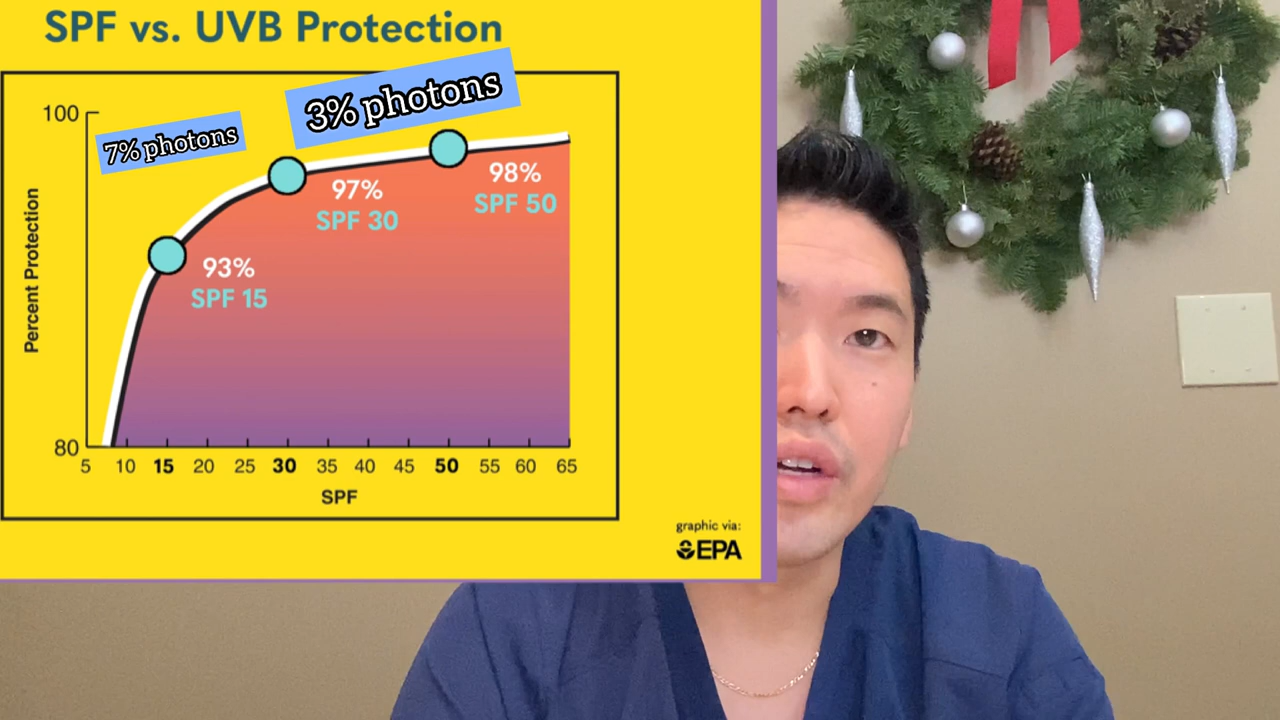 SPF vs. UVB Protection
3% photons
7% photons
100
97%
SPF 30
98%
SPF 50
93%
SPF 15
Percent Protection
80
5 10 15 20 25 30 35 40 45 50 55 60 65
SPF
graphic via:
EPA